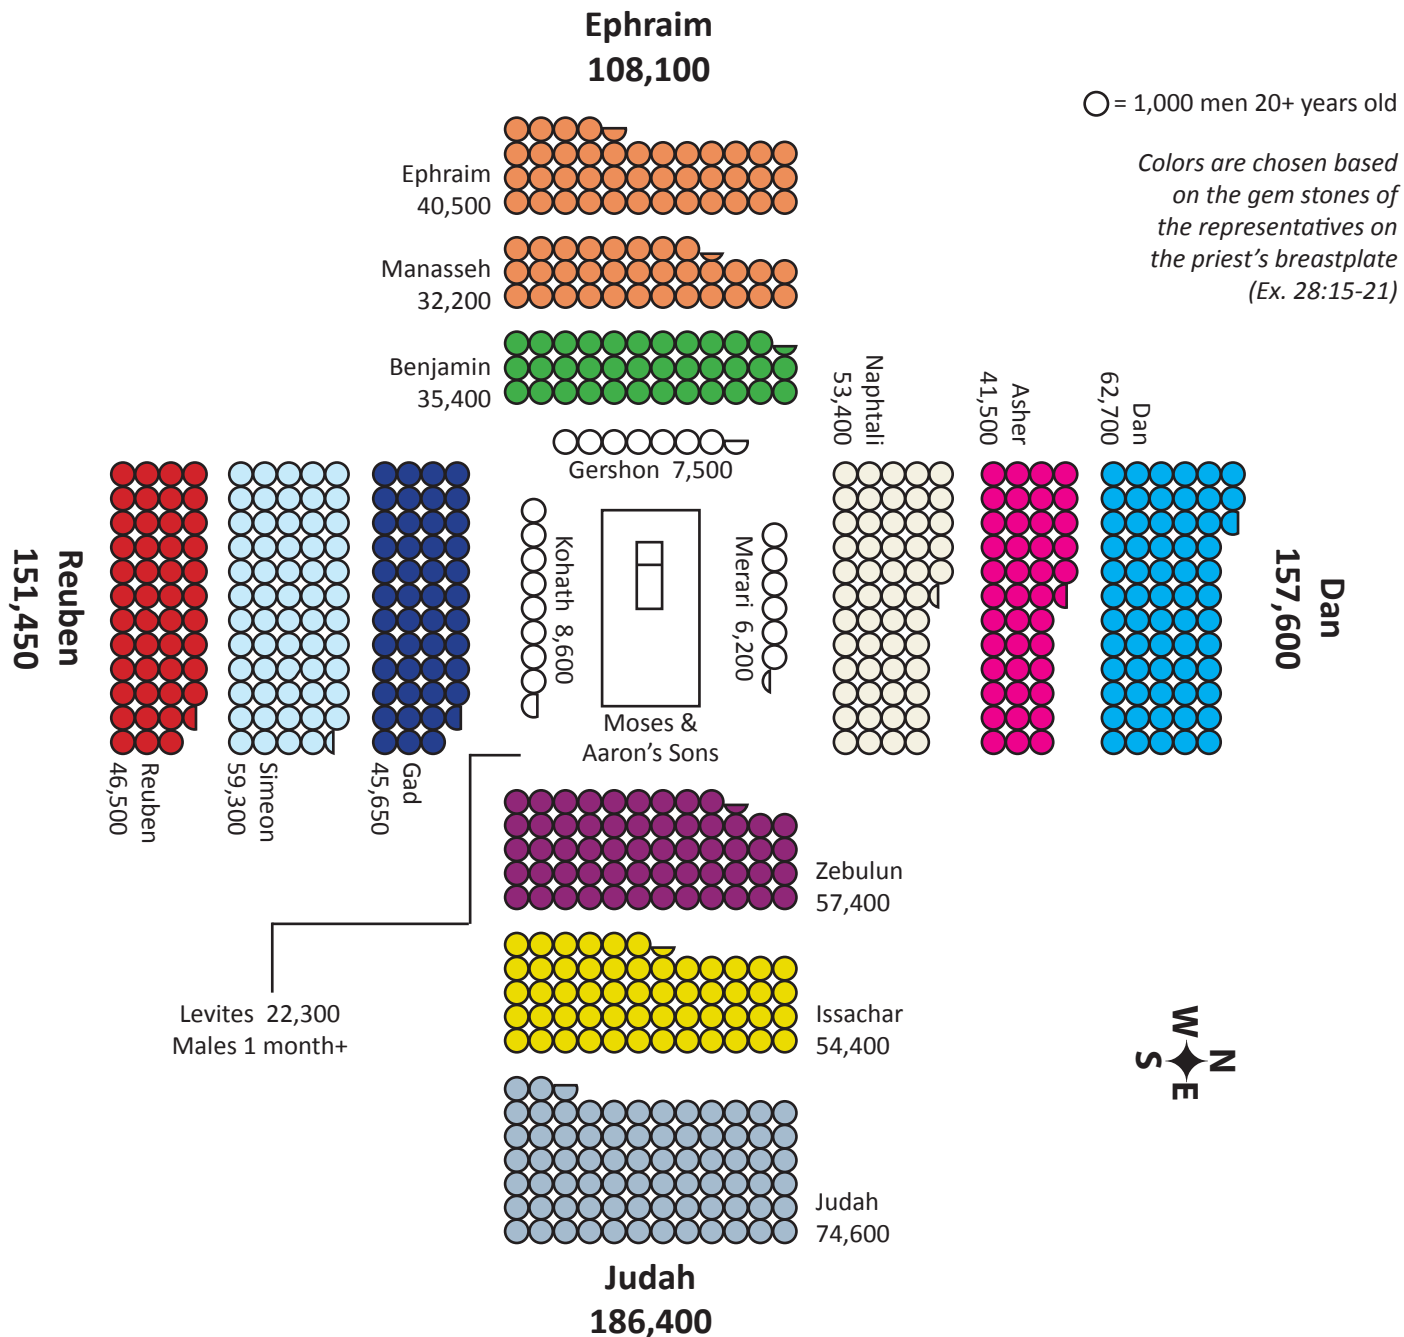 Ephraim
108,100
= 1,000 men 20+ years old
Colors are chosen based
on the gem stones of
the representatives on
the priest's breastplate
(Ex. 28:15-21)
Ephraim
40,500
Manasseh
32,200
Benjamin
35,400
Gershon 7,500
Naphtali
53,400
Asher
41,500
Dan
62,700
Dan
157,600
Reuben
151,450
Kohath 8,600
Merari 6,200
Moses &
Aaron's Sons
Reuben
46,500
Simeon
59,300
Gad
45,650
Zebulun
57,400
Issachar
54,400
Levites 22,300
Males 1 month+
W
N
S
E
Judah
74,600
Judah
186,400